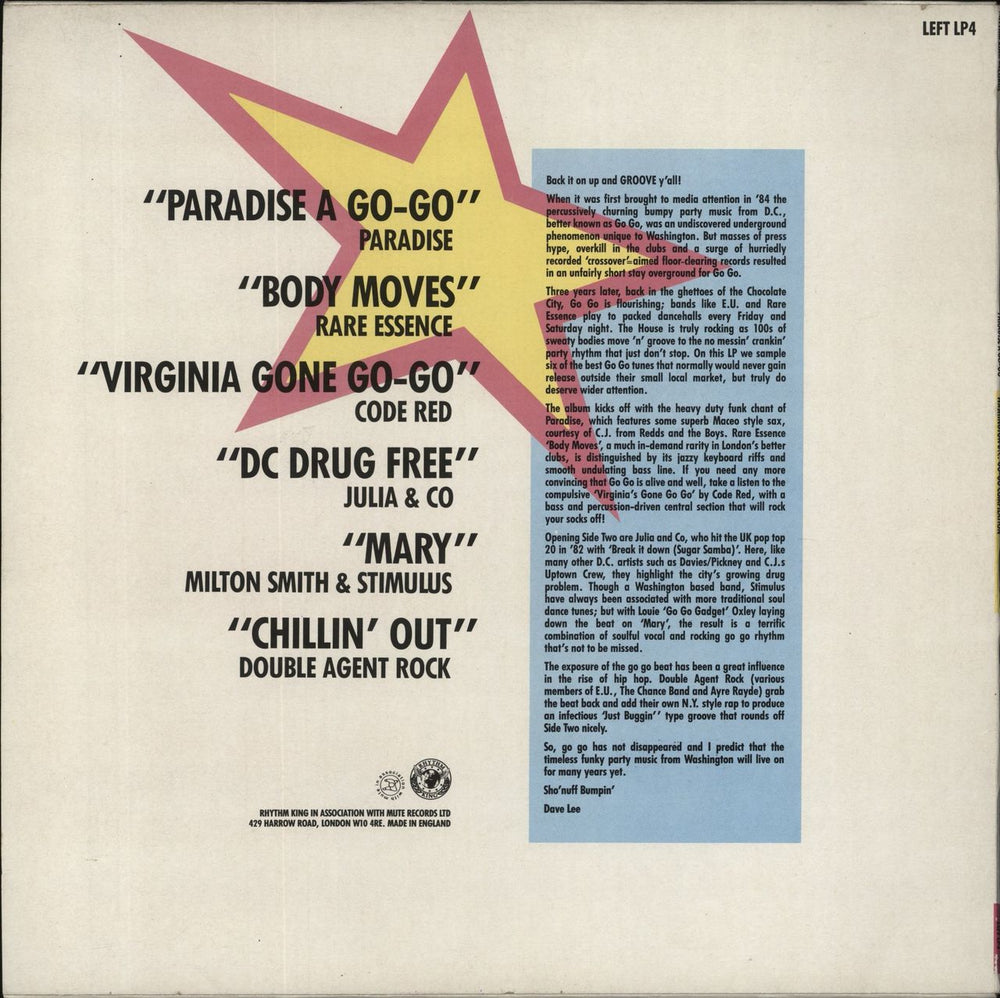 LEFT LP4
"PARADISE A GO-GO"
PARADISE
"BODY MOVES"
RARE ESSENCE
"VIRGINIA GONE GO-GO"
CODE RED
"DC DRUG FREE"
JULIA & CO
"MARY"
MILTON SMITH & STIMULUS
"CHILLIN' OUT"
DOUBLE AGENT ROCK
RHYTHM KING
RHYTHM KING IN ASSOCIATION WITH MUTE RECORDS LTD
429 HARROW ROAD, LONDON W10 4RE. MADE IN ENGLAND
Back it on up and GROOVE y'all!
When it was first brought to media attention in '84 the
percussively churning bumpy party music from D.C.,
better known as Go Go, was an undiscovered underground
phenomenon unique to Washington. But masses of press
hype, overkill in the clubs and a surge of hurriedly
recorded 'crossover'-aimed floor-clearing records resulted
in an unfairly short stay overground for Go Go.
Three years later, back in the ghettoes of the Chocolate
City, Go Go is flourishing; bands like E.U. and Rare
Essence play to packed dancehalls every Friday and
Saturday night. The House is truly rocking as 100s of
sweaty bodies move 'n' groove to the no messin' crankin'
party rhythm that just don't stop. On this LP we sample
six of the best Go Go tunes that normally would never gain
release outside their small local market, but truly do
deserve wider attention.
The album kicks off with the heavy duty funk chant of
Paradise, which features some superb Maceo style sax,
courtesy of C.J. from Redds and the Boys. Rare Essence
'Body Moves', a much in-demand rarity in London's better
clubs, is distinguished by its jazzy keyboard riffs and
smooth undulating bass line. If you need any more
convincing that Go Go is alive and well, take a listen to the
compulsive 'Virginia's Gone Go Go' by Code Red, with a
bass and percussion-driven central section that will rock
your socks off!
Opening Side Two are Julia and Co, who hit the UK pop top
20 in '82 with 'Break it down (Sugar Samba)'. Here, like
many other D.C. artists such as Davies/Pickney and C.J.s
Uptown Crew, they highlight the city's growing drug
problem. Though a Washington based band, Stimulus
have always been associated with more traditional soul
dance tunes; but with Louie 'Go Go Gadget' Oxley laying
down the beat on 'Mary', the result is a terrific
combination of soulful vocal and rocking go go rhythm
that's not to be missed.
The exposure of the go go beat has been a great influence
in the rise of hip hop. Double Agent Rock (various
members of E.U., The Chance Band and Ayre Rayde) grab
the beat back and add their own N.Y. style rap to produce
an infectious 'Just Buggin'' type groove that rounds off
Side Two nicely.
So, go go has not disappeared and I predict that the
timeless funky party music from Washington will live on
for many years yet.
Sho'nuff Bumpin'
Dave Lee